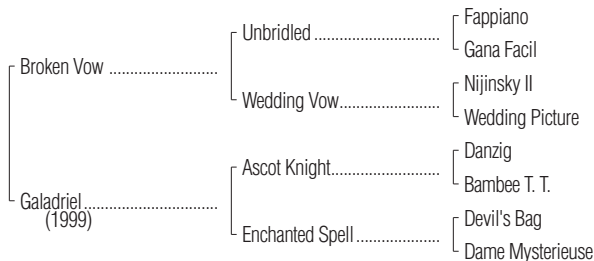 Fappiano
Unbridled ........................
Gana Facil
Broken Vow .....................
Nijinsky II
Wedding Vow...................
Wedding Picture
Danzig
Ascot Knight.....................
Bambee T. T.
Galadriel..........................
(1999)
Devil's Bag
Enchanted Spell ................
Dame Mysterieuse